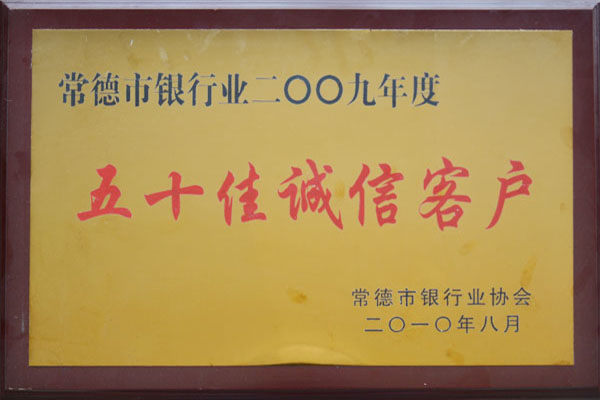 常德市银行业二〇〇九年度
五十佳诚信客户
常德市银行业协会
二〇一〇年八月